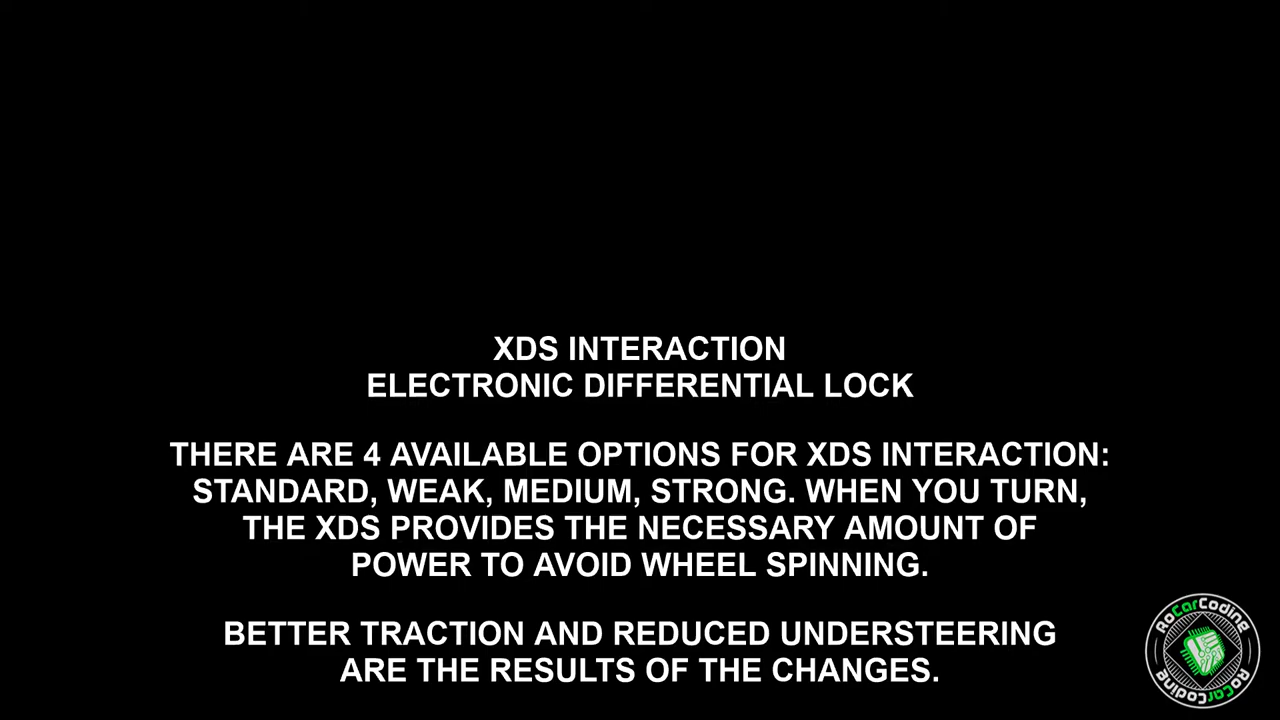 XDS INTERACTION
ELECTRONIC DIFFERENTIAL LOCK
THERE ARE 4 AVAILABLE OPTIONS FOR XDS INTERACTION:
STANDARD, WEAK, MEDIUM, STRONG. WHEN YOU TURN,
THE XDS PROVIDES THE NECESSARY AMOUNT OF
POWER TO AVOID WHEEL SPINNING.
BETTER TRACTION AND REDUCED UNDERSTEERING
ARE THE RESULTS OF THE CHANGES.
RoCarCoding
RoCarCoding